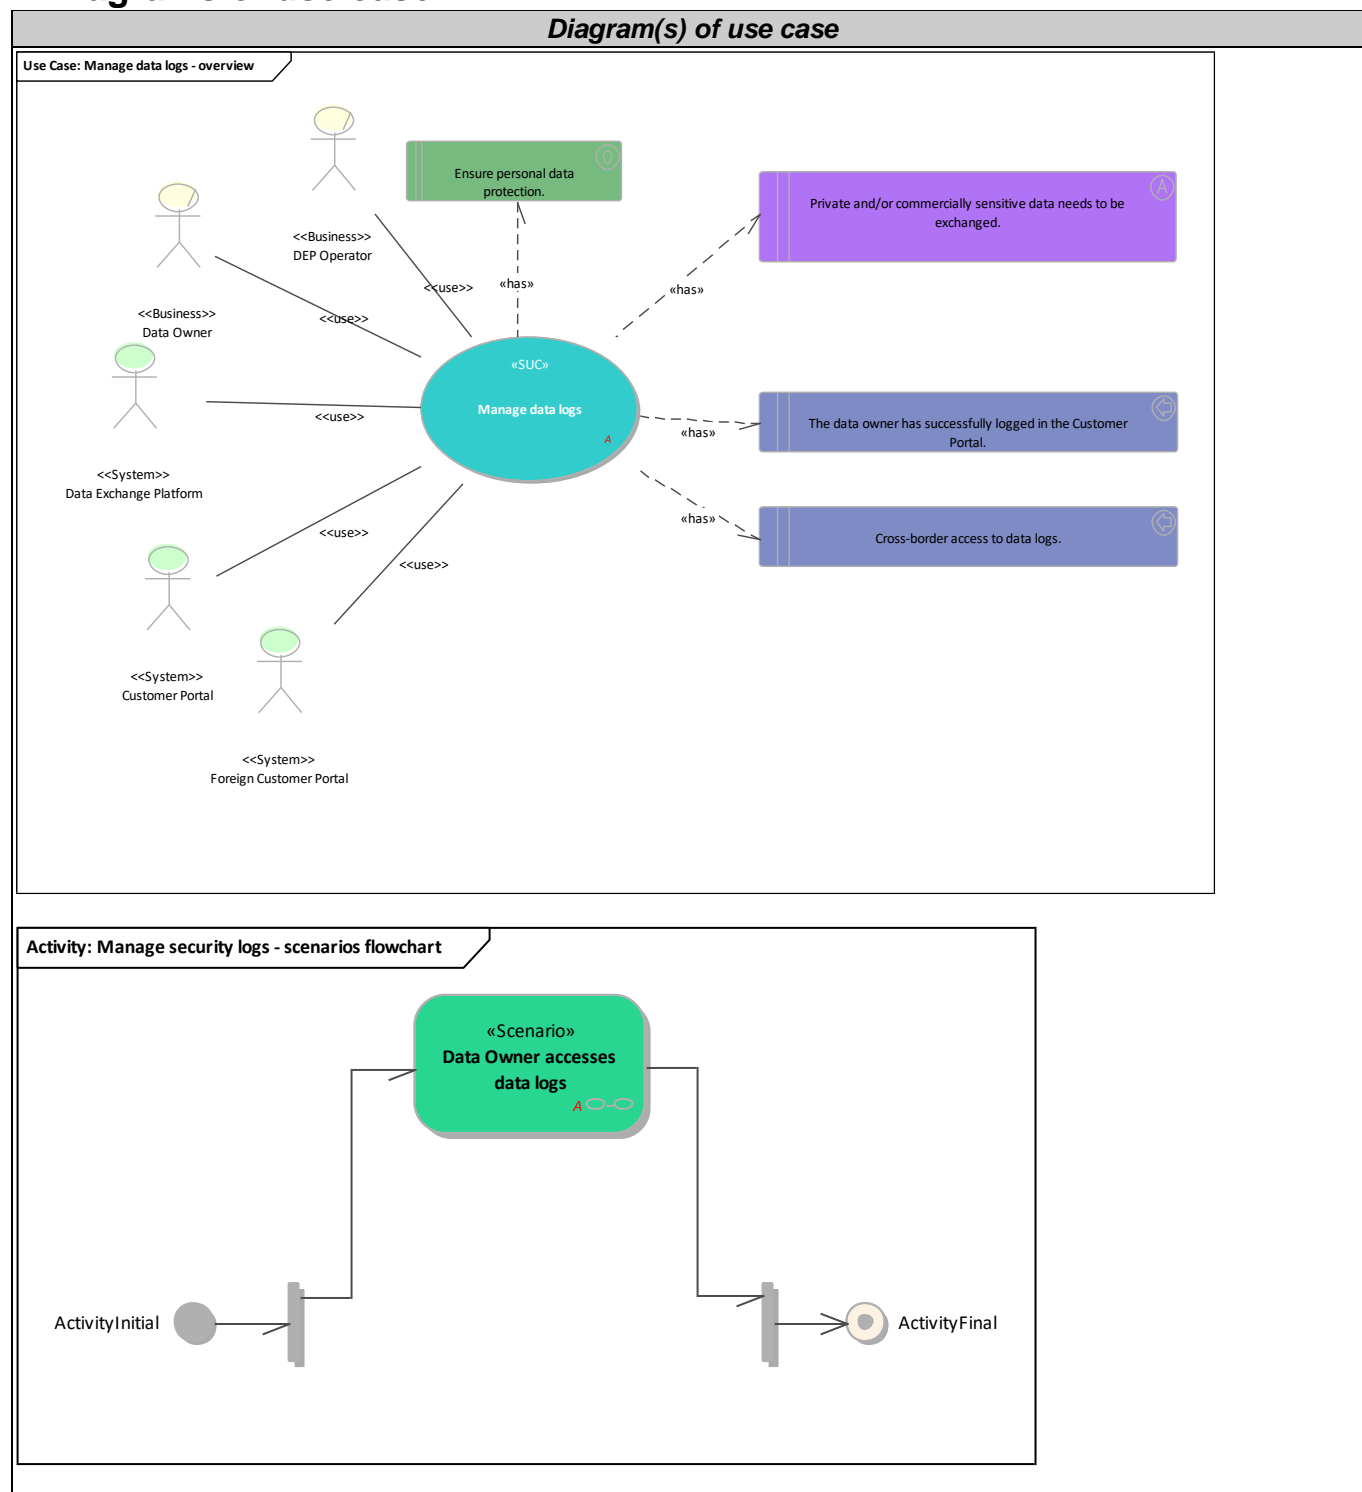 Diagram(s) of use case
Use Case: Manage data logs - overview
Ensure personal data
protection.
O
Private and/or commercially sensitive data needs to be
exchanged.
A
<<Business>>
DEP Operator
<<use>>
«has»
«has»
<<Business>>
Data Owner
<<use>>
«SUC»
Manage data logs
A
<<use>>
«has»
The data owner has successfully logged in the Customer
Portal.
<<System>>
Data Exchange Platform
<<use>>
«has»
Cross-border access to data logs.
<<use>>
<<System>>
Customer Portal
<<System>>
Foreign Customer Portal
Activity: Manage security logs - scenarios flowchart
«Scenario»
Data Owner accesses
data logs
A
ActivityInitial
ActivityFinal